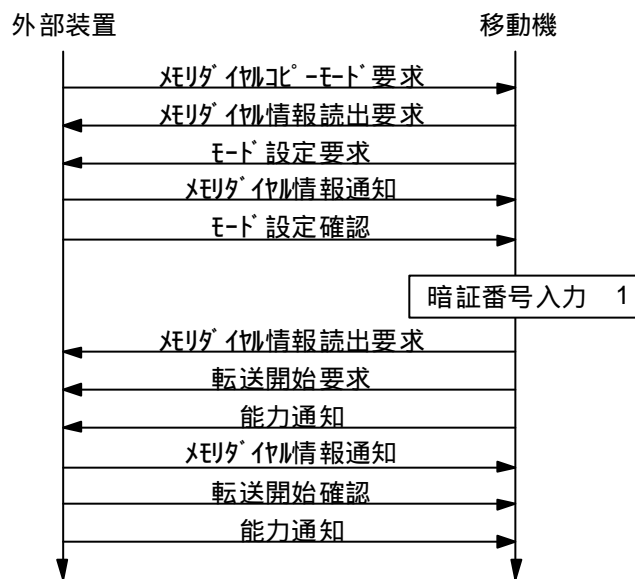 外部装置 移動機
ﾒﾓﾘﾀﾞｲﾔﾙｺﾋﾟｰﾓｰﾄﾞ要求
ﾒﾓﾘﾀﾞｲﾔﾙ情報読出要求
ﾓｰﾄﾞ設定要求
ﾒﾓﾘﾀﾞｲﾔﾙ情報通知
ﾓｰﾄﾞ設定確認
暗証番号入力 1
ﾒﾓﾘﾀﾞｲﾔﾙ情報読出要求
転送開始要求
能力通知
ﾒﾓﾘﾀﾞｲﾔﾙ情報通知
転送開始確認
能力通知